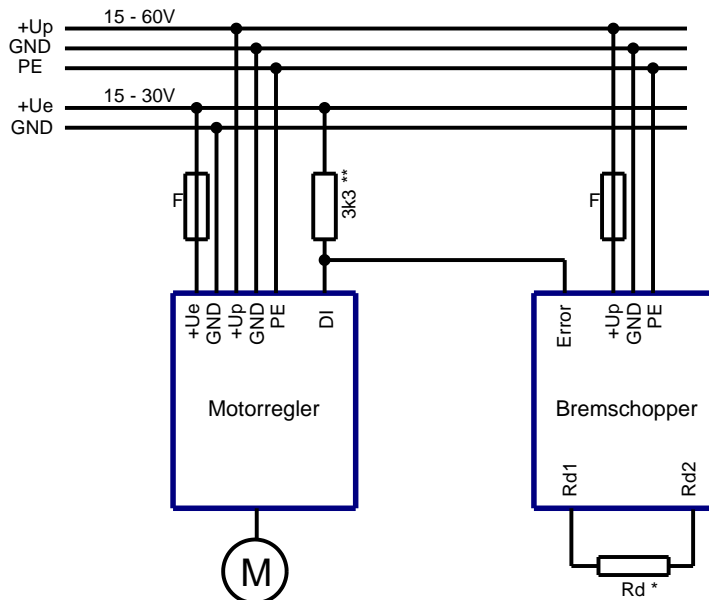 +Up 15 - 60V
GND
PE
+Ue 15 - 30V
GND
F
3k3 **
F
+Ue
GND
+Up
GND
PE
DI
Error
+Up
GND
PE
Motorregler
Bremschopper
Rd1
Rd2
M
Rd *